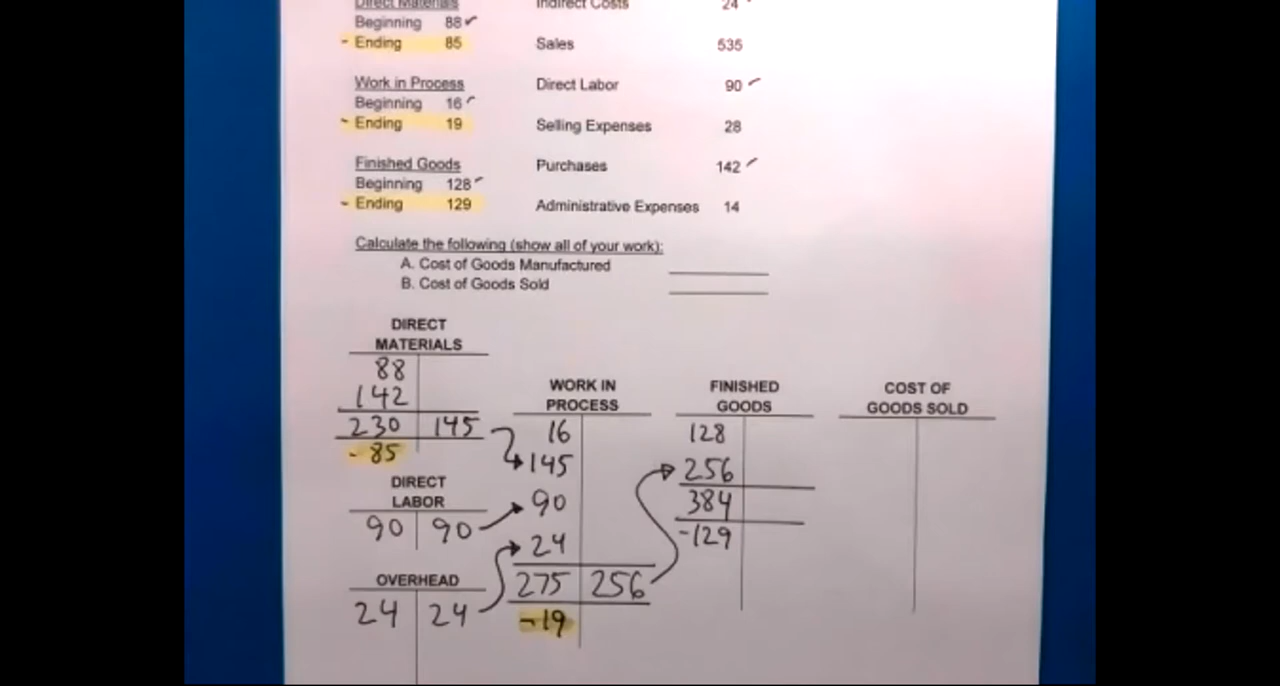 Direct Materials Indirect Costs 24
Beginning 88 ✓
- Ending 85 Sales 535
Work in Process Direct Labor 90
Beginning 16
- Ending 19 Selling Expenses 28
Finished Goods Purchases 142
Beginning 128
- Ending 129 Administrative Expenses 14
Calculate the following (show all of your work):
A. Cost of Goods Manufactured
B. Cost of Goods Sold
DIRECT
MATERIALS
88
142
230 145
- 85
DIRECT
LABOR
90 90
OVERHEAD
24 24
WORK IN
PROCESS
16
145
90
24
275 256
-19
FINISHED
GOODS
128
256
384
-129
COST OF
GOODS SOLD